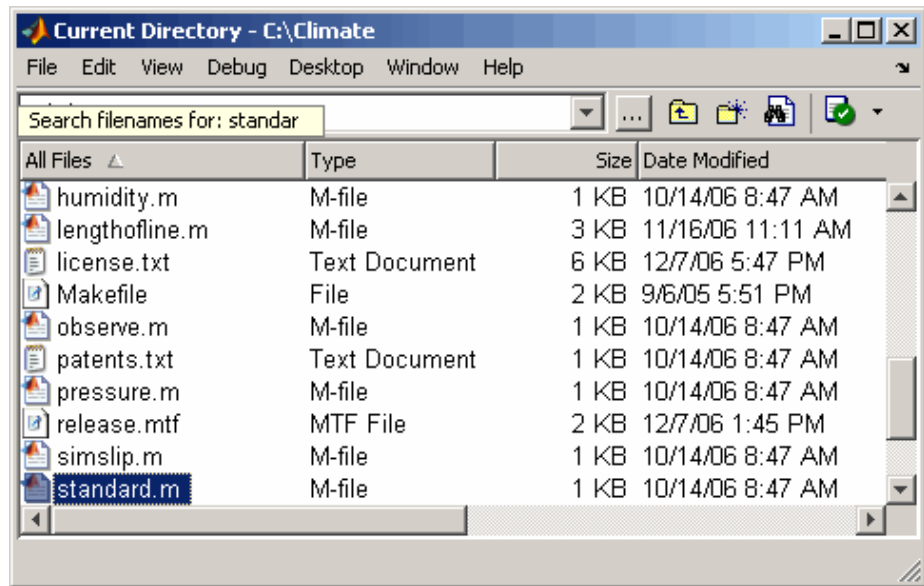 Current Directory - C:\Climate
File Edit View Debug Desktop Window Help
Search filenames for: standar
...
All Files Type Size Date Modified
humidity.m M-file 1 KB 10/14/06 8:47 AM
lengthofline.m M-file 3 KB 11/16/06 11:11 AM
license.txt Text Document 6 KB 12/7/06 5:47 PM
Makefile File 2 KB 9/6/05 5:51 PM
observe.m M-file 1 KB 10/14/06 8:47 AM
patents.txt Text Document 1 KB 10/14/06 8:47 AM
pressure.m M-file 1 KB 10/14/06 8:47 AM
release.mtf MTF File 2 KB 12/7/06 1:45 PM
simslip.m M-file 1 KB 10/14/06 8:47 AM
standard.m M-file 1 KB 10/14/06 8:47 AM